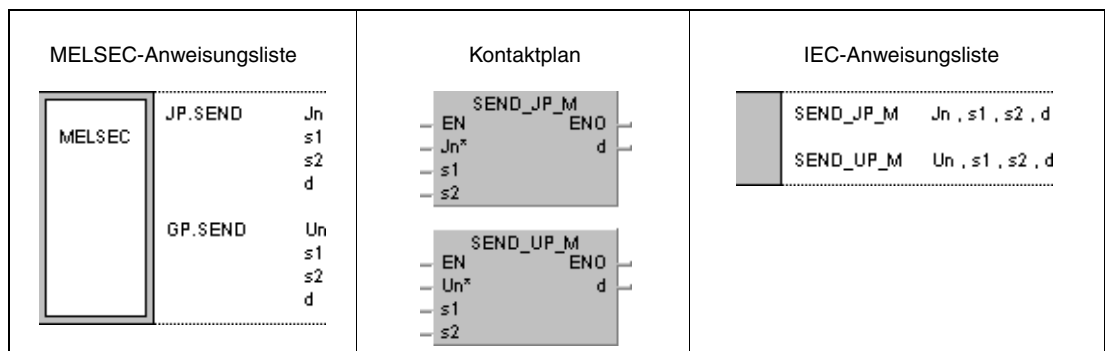 MELSEC-Anweisungsliste
MELSEC
JP.SEND Jn
s1
s2
d
GP.SEND Un
s1
s2
d
Kontaktplan
SEND_JP_M
EN ENO
Jn* d
s1
s2
SEND_UP_M
EN ENO
Un* d
s1
s2
IEC-Anweisungsliste
SEND_JP_M Jn , s1 , s2 , d
SEND_UP_M Un , s1 , s2 , d